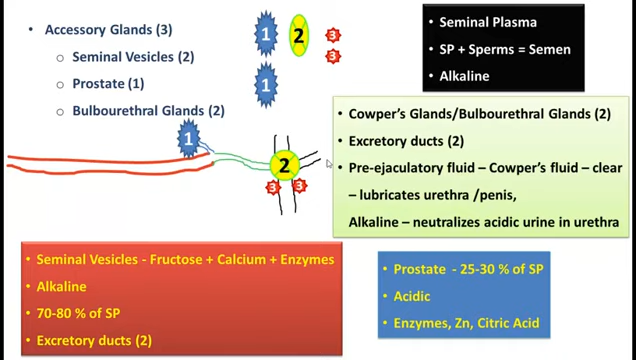 • Accessory Glands (3)
o Seminal Vesicles (2)
o Prostate (1)
o Bulbourethral Glands (2)
1
2
3
3
1
• Seminal Plasma
• SP + Sperms = Semen
• Alkaline
1
2
3
3
• Cowper's Glands/Bulbourethral Glands (2)
• Excretory ducts (2)
• Pre-ejaculatory fluid – Cowper's fluid – clear
– lubricates urethra /penis,
Alkaline – neutralizes acidic urine in urethra
• Seminal Vesicles - Fructose + Calcium + Enzymes
• Alkaline
• 70-80 % of SP
• Excretory ducts (2)
• Prostate - 25-30 % of SP
• Acidic
• Enzymes, Zn, Citric Acid